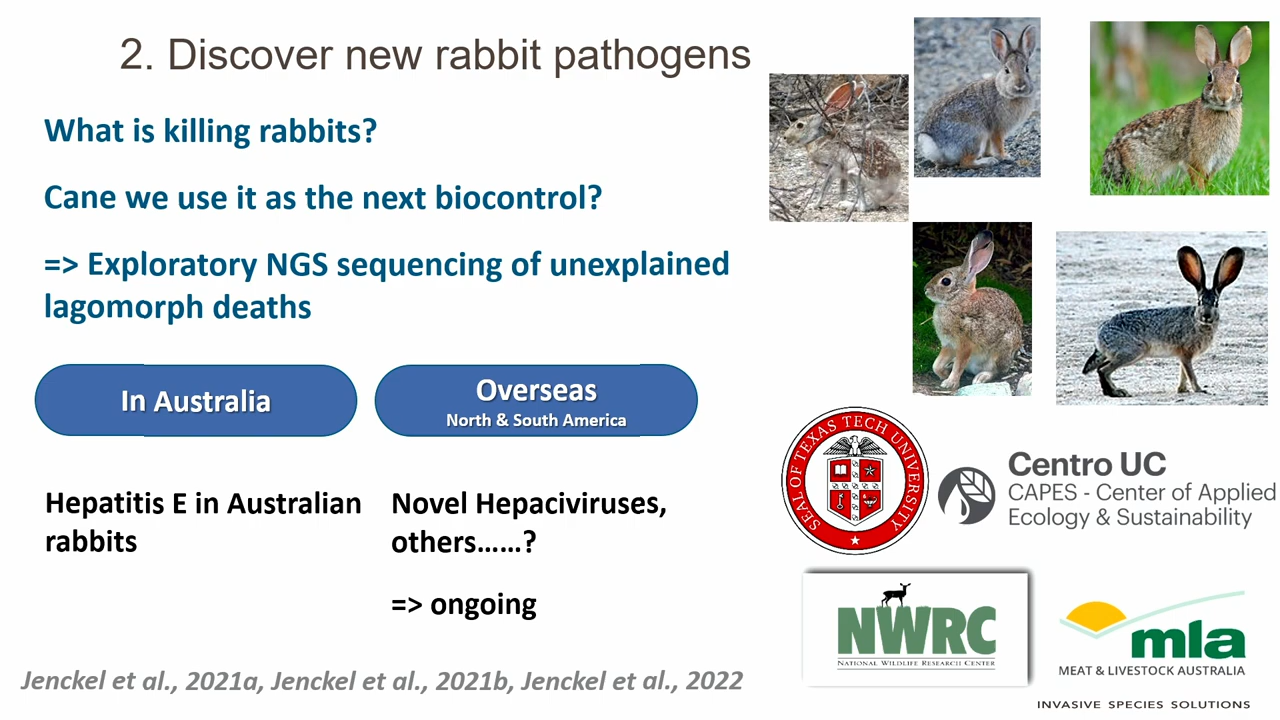 2. Discover new rabbit pathogens
What is killing rabbits?
Cane we use it as the next biocontrol?
=> Exploratory NGS sequencing of unexplained
lagomorph deaths
In Australia
Overseas
North & South America
Hepatitis E in Australian
rabbits
Novel Hepaciviruses,
others......?
=> ongoing
Jenckel et al., 2021a, Jenckel et al., 2021b, Jenckel et al., 2022
SEAL OF TEXAS TECH UNIVERSITY
Centro UC
CAPES - Center of Applied
Ecology & Sustainability
NWRC
NATIONAL WILDLIFE RESEARCH CENTER
mla
MEAT & LIVESTOCK AUSTRALIA
INVASIVE SPECIES SOLUTIONS